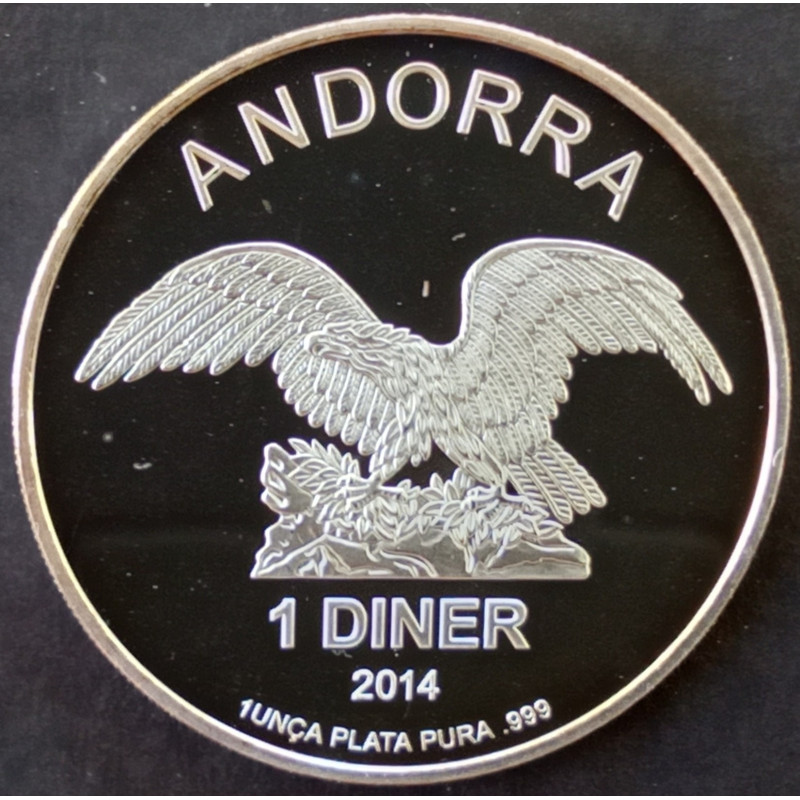 ANDORRA
1 DINER
2014
1UNÇA PLATA PURA .999